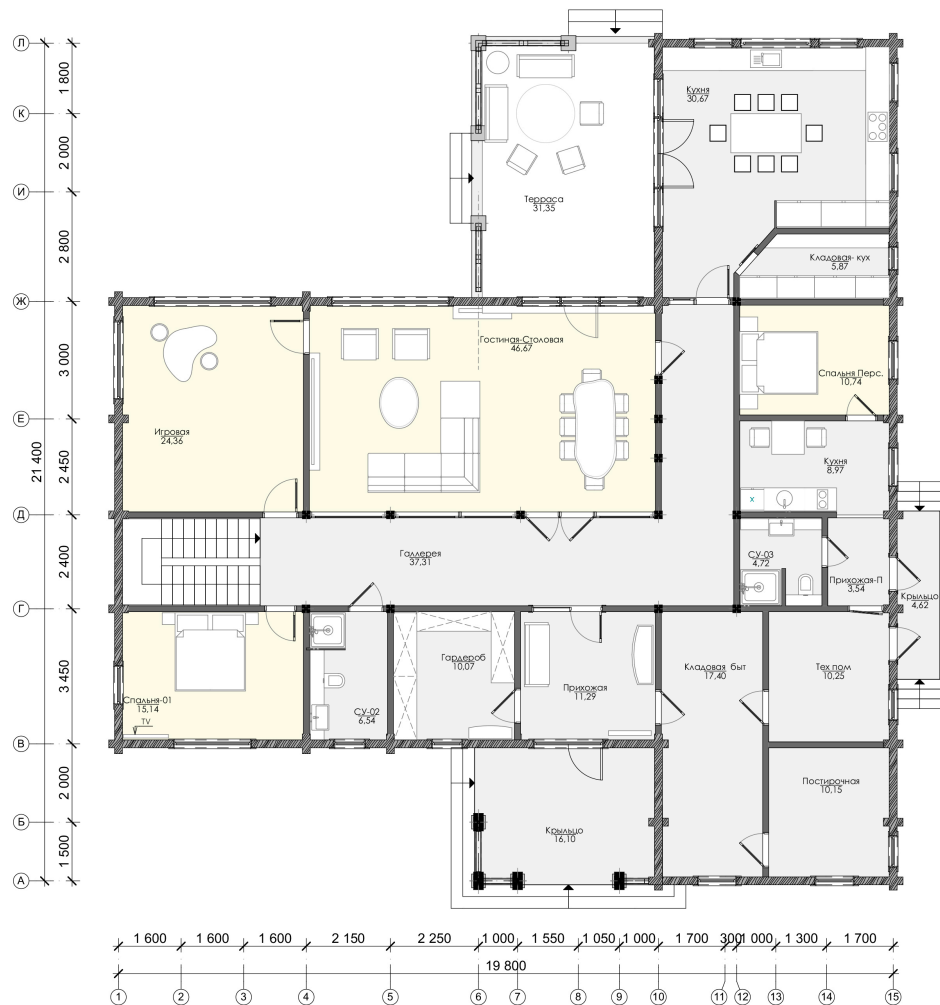 Л
К
И
Ж
Е
Д
Г
В
Б
А
1 800
2 000
2 800
3 000
2 450
2 400
3 450
2 000
1 500
21 400
Кухня
30,67
Терраса
31,35
Кладовая- кух
5,87
Гостиная-Столовая
46,67
Спальня Перс.
10,74
Игровая
24,36
Кухня
8,97
x
Галлерея
37,31
СУ-03
4,72
Прихожая-П
3,54
Крыльцо
4,62
Гардероб
10,07
Кладовая быт
17,40
Тех пом
10,25
Прихожая
11,29
Спальня-01
15,14
TV
СУ-02
6,54
Постирочная
10,15
Крыльцо
16,10
1 600
1 600
1 600
2 150
2 250
1 000
1 550
1 050
1 000
1 700
300
1 000
1 300
1 700
19 800
1
2
3
4
5
6
7
8
9
10
11
12
13
14
15